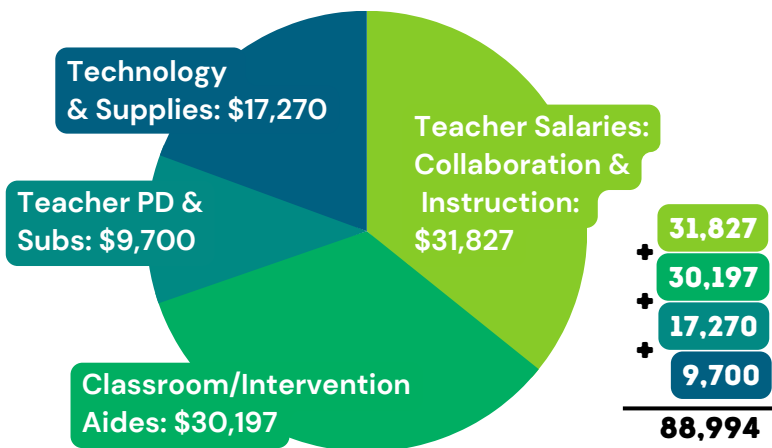 Technology
& Supplies: $17,270
Teacher Salaries:
Collaboration &
Instruction:
$31,827
Teacher PD &
Subs: $9,700
Classroom/Intervention
Aides: $30,197
31,827
+
30,197
+
17,270
+
9,700
88,994